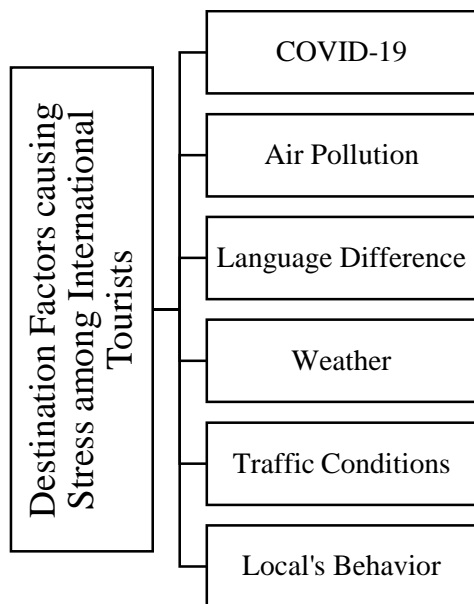 Destination Factors causing
Stress among International
Tourists
COVID-19
Air Pollution
Language Difference
Weather
Traffic Conditions
Local's Behavior